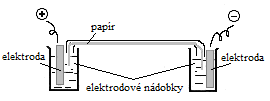 +
−
papír
elektroda
elektroda
elektrodové nádobky